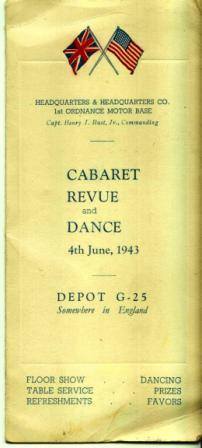 HEADQUARTERS & HEADQUARTERS CO.
1st ORDNANCE MOTOR BASE
Capt. Henry J. Rust, Jr., Commanding
CABARET
REVUE
and
DANCE
4th June, 1943
DEPOT G-25
Somewhere in England
FLOOR SHOW . DANCING
TABLE SERVICE . PRIZES
REFRESHMENTS . FAVORS